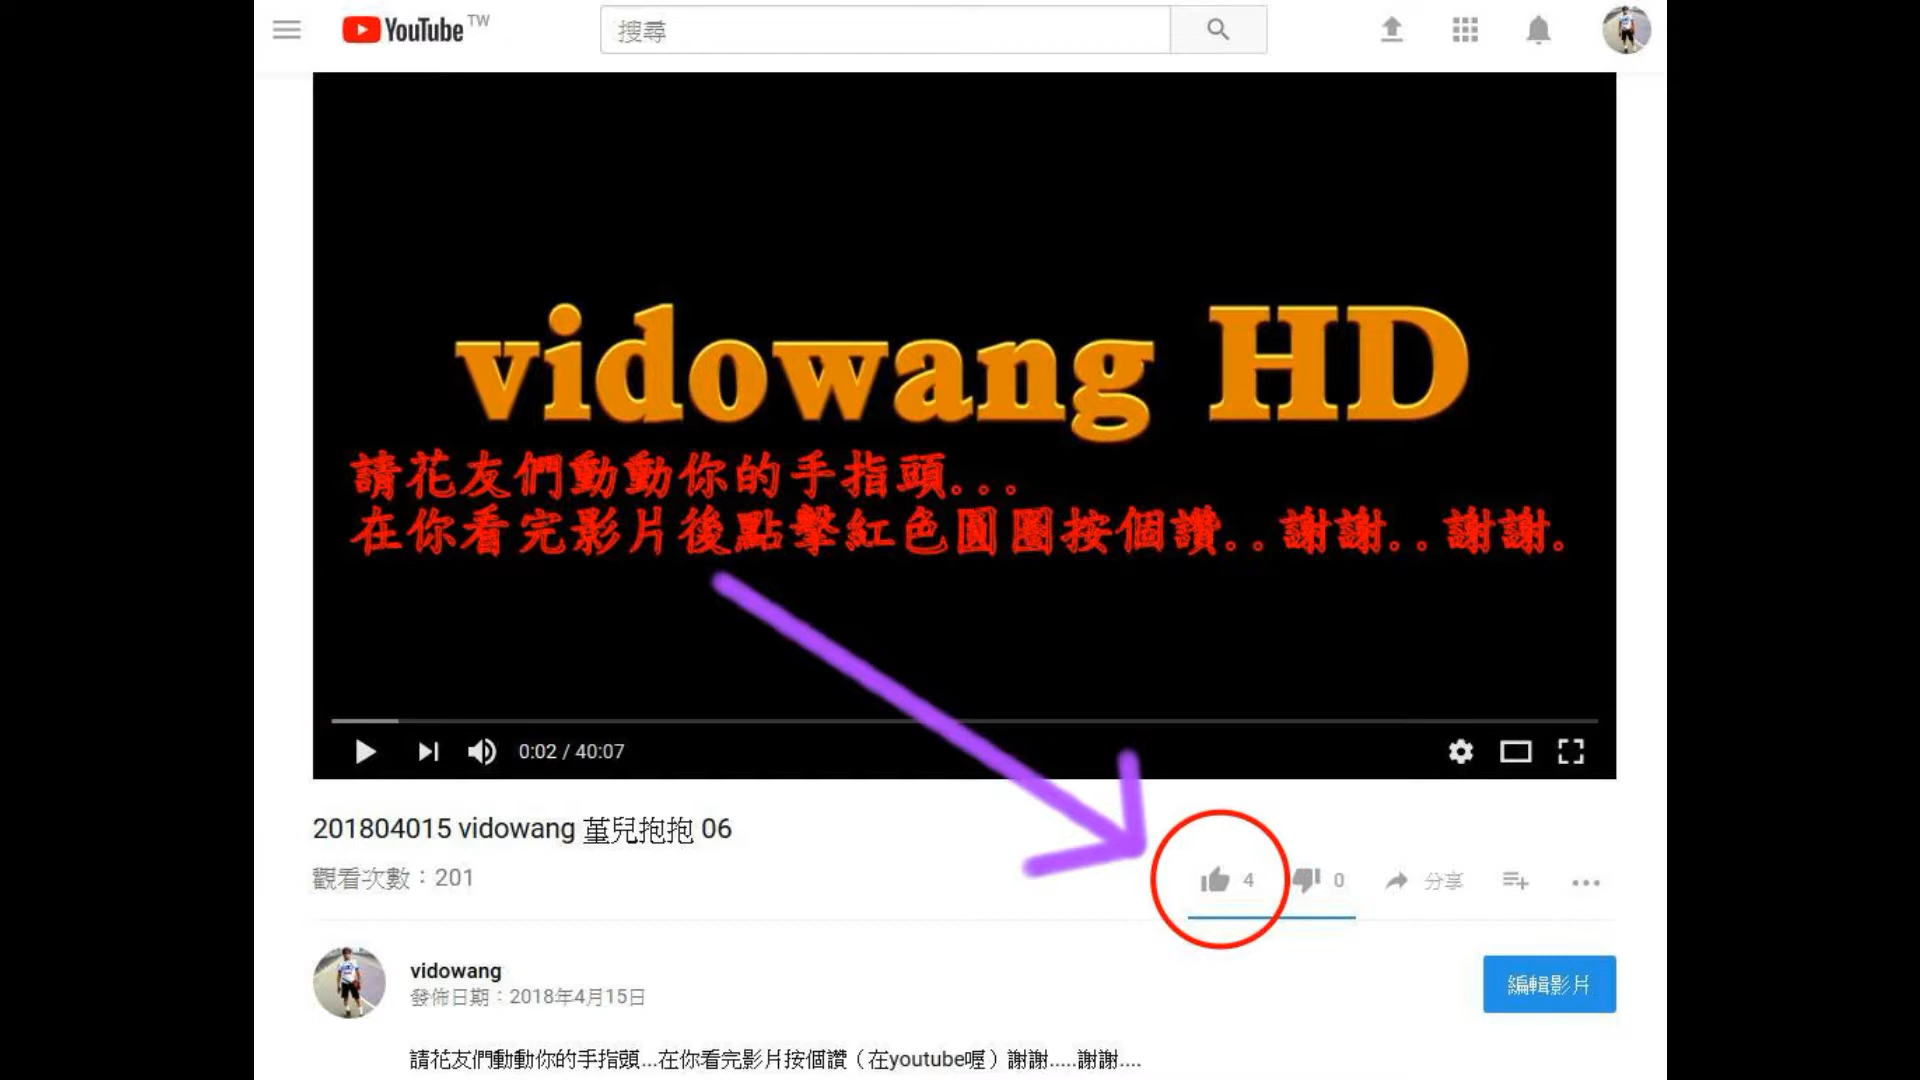 YouTube TW
搜尋
vidowang HD
請花友們動動你的手指頭...
在你看完影片後點擊紅色圓圈按個讚..謝謝..謝謝.
0:02 / 40:07
201804015 vidowang 堇兒抱抱 06
觀看次數：201
4
0
分享
vidowang
發佈日期：2018年4月15日
編輯影片
請花友們動動你的手指頭...在你看完影片按個讚（在youtube喔）謝謝.....謝謝....